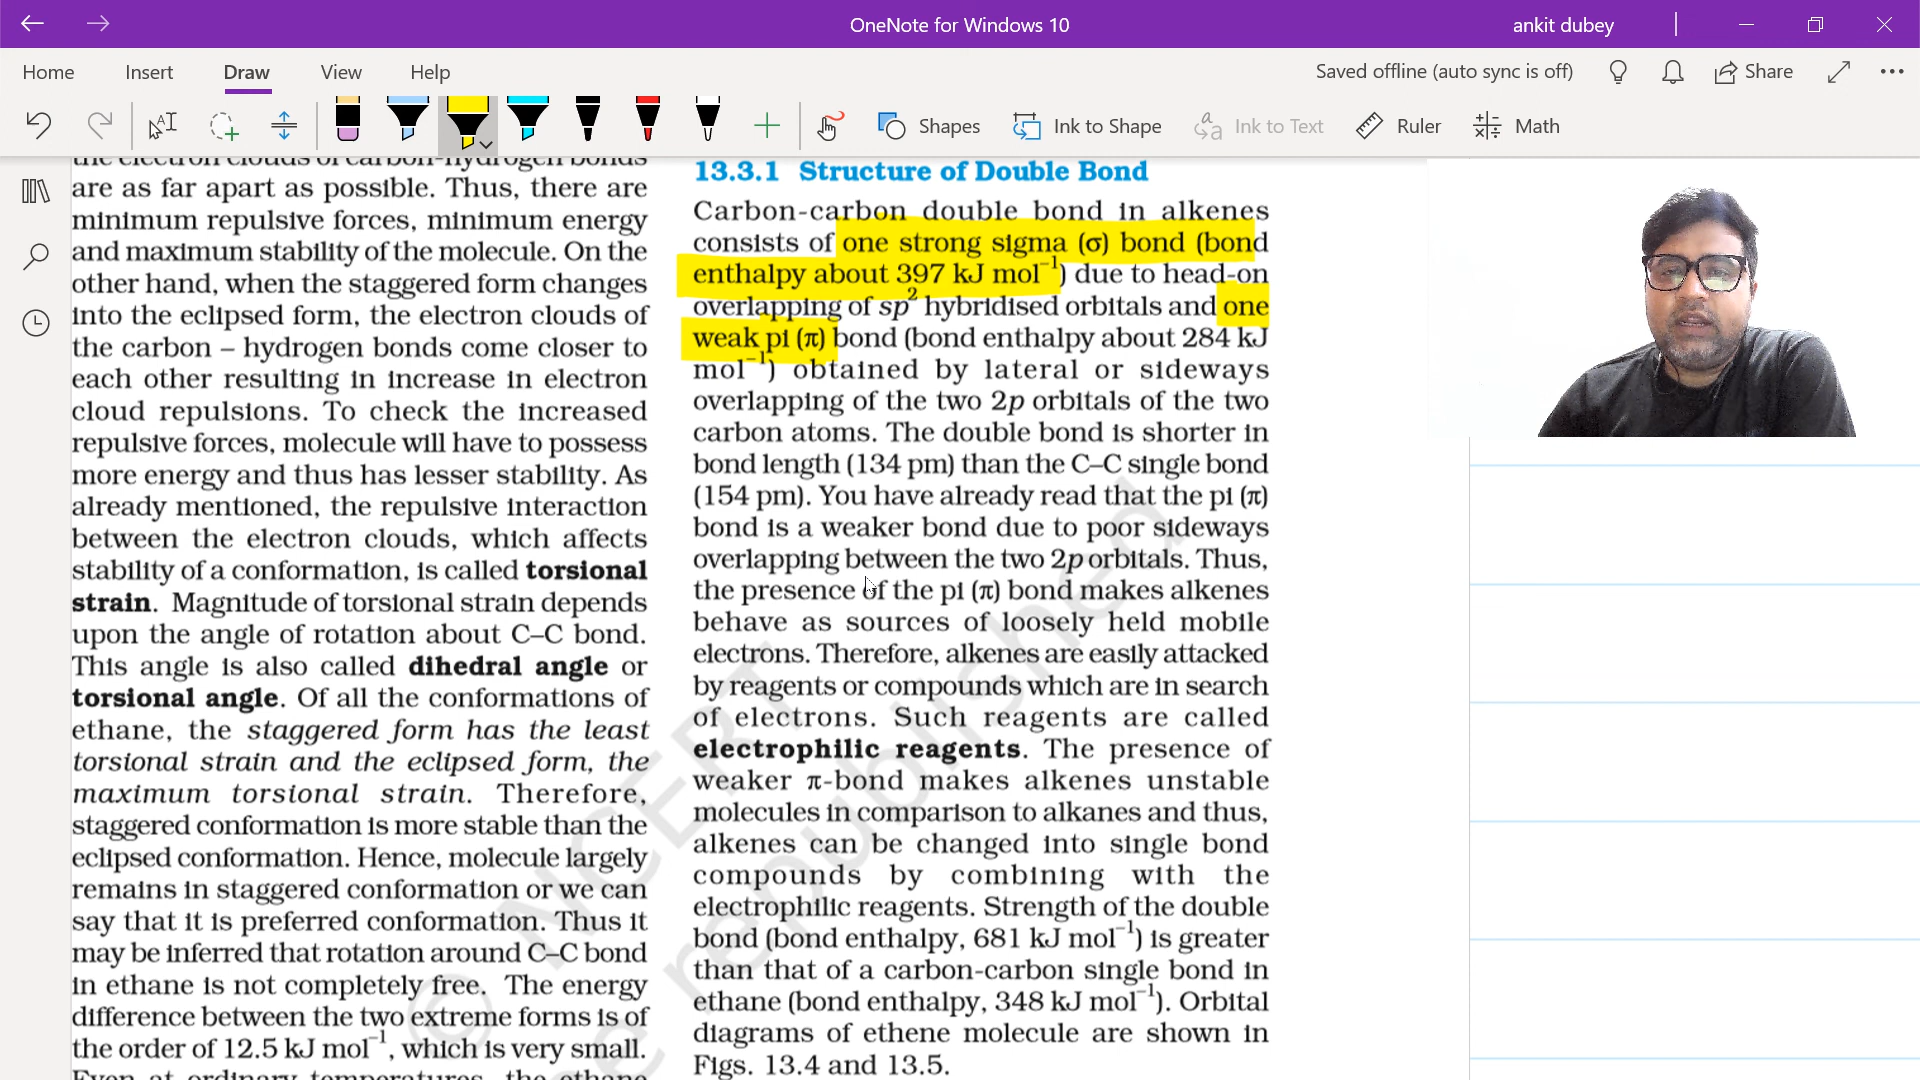 OneNote for Windows 10
ankit dubey
Home Insert Draw View Help
Saved offline (auto sync is off) Share
Shapes Ink to Shape Ink to Text Ruler Math
the electron clouds of carbon-hydrogen bonds
are as far apart as possible. Thus, there are
minimum repulsive forces, minimum energy
and maximum stability of the molecule. On the
other hand, when the staggered form changes
into the eclipsed form, the electron clouds of
the carbon – hydrogen bonds come closer to
each other resulting in increase in electron
cloud repulsions. To check the increased
repulsive forces, molecule will have to possess
more energy and thus has lesser stability. As
already mentioned, the repulsive interaction
between the electron clouds, which affects
stability of a conformation, is called torsional
strain. Magnitude of torsional strain depends
upon the angle of rotation about C–C bond.
This angle is also called dihedral angle or
torsional angle. Of all the conformations of
ethane, the staggered form has the least
torsional strain and the eclipsed form, the
maximum torsional strain. Therefore,
staggered conformation is more stable than the
eclipsed conformation. Hence, molecule largely
remains in staggered conformation or we can
say that it is preferred conformation. Thus it
may be inferred that rotation around C–C bond
in ethane is not completely free. The energy
difference between the two extreme forms is of
the order of 12.5 kJ mol⁻¹, which is very small.
Even at ordinary temperatures, the ethane
13.3.1 Structure of Double Bond
Carbon-carbon double bond in alkenes
consists of one strong sigma (σ) bond (bond
enthalpy about 397 kJ mol⁻¹) due to head-on
overlapping of sp² hybridised orbitals and one
weak pi (π) bond (bond enthalpy about 284 kJ
mol⁻¹) obtained by lateral or sideways
overlapping of the two 2p orbitals of the two
carbon atoms. The double bond is shorter in
bond length (134 pm) than the C–C single bond
(154 pm). You have already read that the pi (π)
bond is a weaker bond due to poor sideways
overlapping between the two 2p orbitals. Thus,
the presence of the pi (π) bond makes alkenes
behave as sources of loosely held mobile
electrons. Therefore, alkenes are easily attacked
by reagents or compounds which are in search
of electrons. Such reagents are called
electrophilic reagents. The presence of
weaker π-bond makes alkenes unstable
molecules in comparison to alkanes and thus,
alkenes can be changed into single bond
compounds by combining with the
electrophilic reagents. Strength of the double
bond (bond enthalpy, 681 kJ mol⁻¹) is greater
than that of a carbon-carbon single bond in
ethane (bond enthalpy, 348 kJ mol⁻¹). Orbital
diagrams of ethene molecule are shown in
Figs. 13.4 and 13.5.
© NCERT
be republished